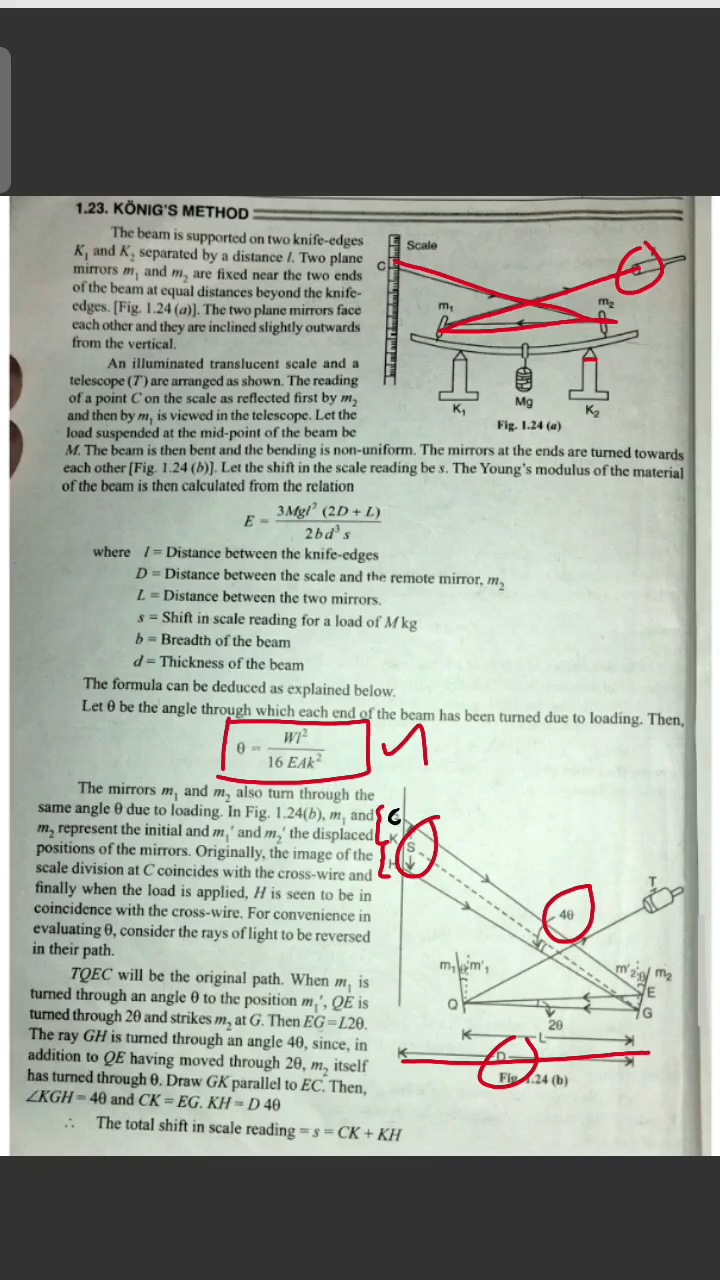 1.23. KÖNIG'S METHOD
The beam is supported on two knife-edges
K₁ and K₂ separated by a distance l. Two plane
mirrors m₁ and m₂ are fixed near the two ends
of the beam at equal distances beyond the knife-
edges. [Fig. 1.24 (a)]. The two plane mirrors face
each other and they are inclined slightly outwards
from the vertical.
An illuminated translucent scale and a
telescope (T) are arranged as shown. The reading
of a point C on the scale as reflected first by m₂
and then by m₁ is viewed in the telescope. Let the
load suspended at the mid-point of the beam be
Scale
C
m₁
m₂
K₁
Mg
K₂
Fig. 1.24 (a)
M. The beam is then bent and the bending is non-uniform. The mirrors at the ends are turned towards
each other [Fig. 1.24 (b)]. Let the shift in the scale reading be s. The Young's modulus of the material
of the beam is then calculated from the relation
E = 3Mgl² (2D + L) / 2bd³ s
where l = Distance between the knife-edges
D = Distance between the scale and the remote mirror, m₂
L = Distance between the two mirrors.
s = Shift in scale reading for a load of M kg
b = Breadth of the beam
d = Thickness of the beam
The formula can be deduced as explained below.
Let θ be the angle through which each end of the beam has been turned due to loading. Then,
θ = Wl² / 16 EAk²
The mirrors m₁ and m₂ also turn through the
same angle θ due to loading. In Fig. 1.24(b), m₁ and
m₂ represent the initial and m₁′ and m₂′ the displaced
positions of the mirrors. Originally, the image of the
scale division at C coincides with the cross-wire and
finally when the load is applied, H is seen to be in
coincidence with the cross-wire. For convenience in
evaluating θ, consider the rays of light to be reversed
in their path.
TQEC will be the original path. When m₁ is
turned through an angle θ to the position m₁′, QE is
turned through 2θ and strikes m₂ at G. Then EG=L2θ.
The ray GH is turned through an angle 4θ, since, in
addition to QE having moved through 2θ, m₂ itself
has turned through θ. Draw GK parallel to EC. Then,
∠KGH = 4θ and CK = EG. KH = D 4θ
C
K
S
H
4θ
T
m₁
θ
m′₁
m′₂
θ
m₂
Q
E
G
2θ
L
D
Fig. 1.24 (b)
∴ The total shift in scale reading = s = CK + KH